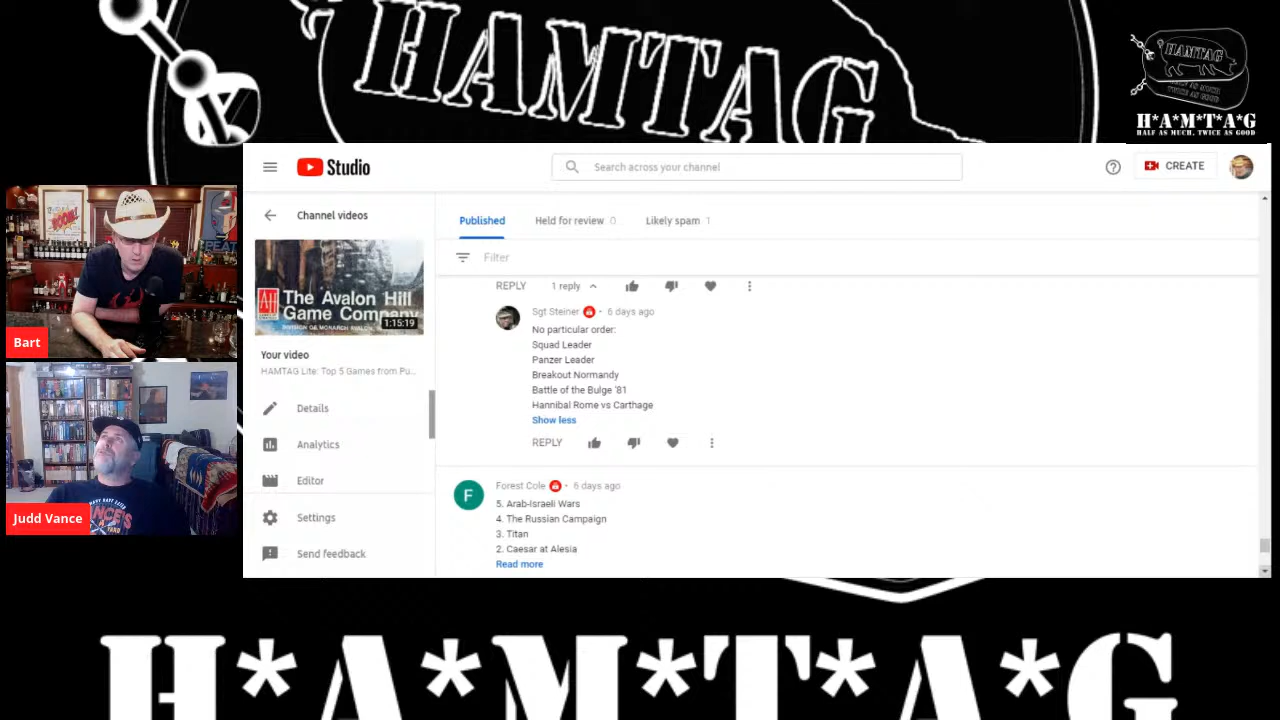 HAMTAG
HAMTAG
H*A*M*T*A*G
HALF AS MUCH, TWICE AS GOOD
Studio
Search across your channel
CREATE
Channel videos
Published
Held for review 0
Likely spam 1
Filter
The Avalon Hill
Game Company
DIVISION OF MONARCH AVALON,
1:15:19
Your video
HAMTAG Lite: Top 5 Games from Pu...
Details
Analytics
Editor
Settings
Send feedback
REPLY 1 reply
Sgt Steiner • 6 days ago
No particular order:
Squad Leader
Panzer Leader
Breakout Normandy
Battle of the Bulge '81
Hannibal Rome vs Carthage
Show less
REPLY
F
Forest Cole • 6 days ago
5. Arab-Israeli Wars
4. The Russian Campaign
3. Titan
2. Caesar at Alesia
Read more
Bart
Judd Vance
H*A*M*T*A*G